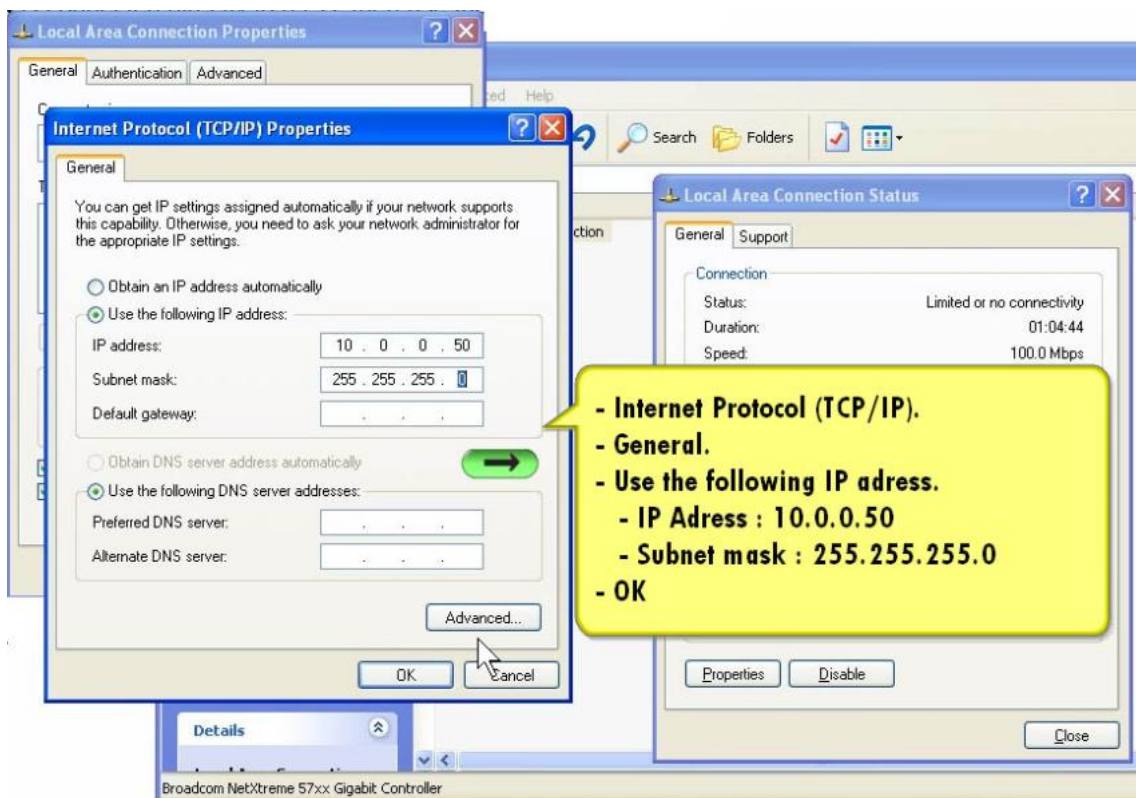 Local Area Connection Properties
General Authentication Advanced
Internet Protocol (TCP/IP) Properties
General
You can get IP settings assigned automatically if your network supports
this capability. Otherwise, you need to ask your network administrator for
the appropriate IP settings.
Obtain an IP address automatically
Use the following IP address:
IP address: 10 . 0 . 0 . 50
Subnet mask: 255 . 255 . 255 . 0
Default gateway: . . .
Obtain DNS server address automatically
Use the following DNS server addresses:
Preferred DNS server: . . .
Alternate DNS server: . . .
Advanced...
OK Cancel
Help
Search Folders
Local Area Connection Status
General Support
Connection
Status: Limited or no connectivity
Duration: 01:04:44
Speed: 100.0 Mbps
- Internet Protocol (TCP/IP).
- General.
- Use the following IP adress.
- IP Adress : 10.0.0.50
- Subnet mask : 255.255.255.0
- OK
Properties Disable
Close
Details
Broadcom NetXtreme 57xx Gigabit Controller